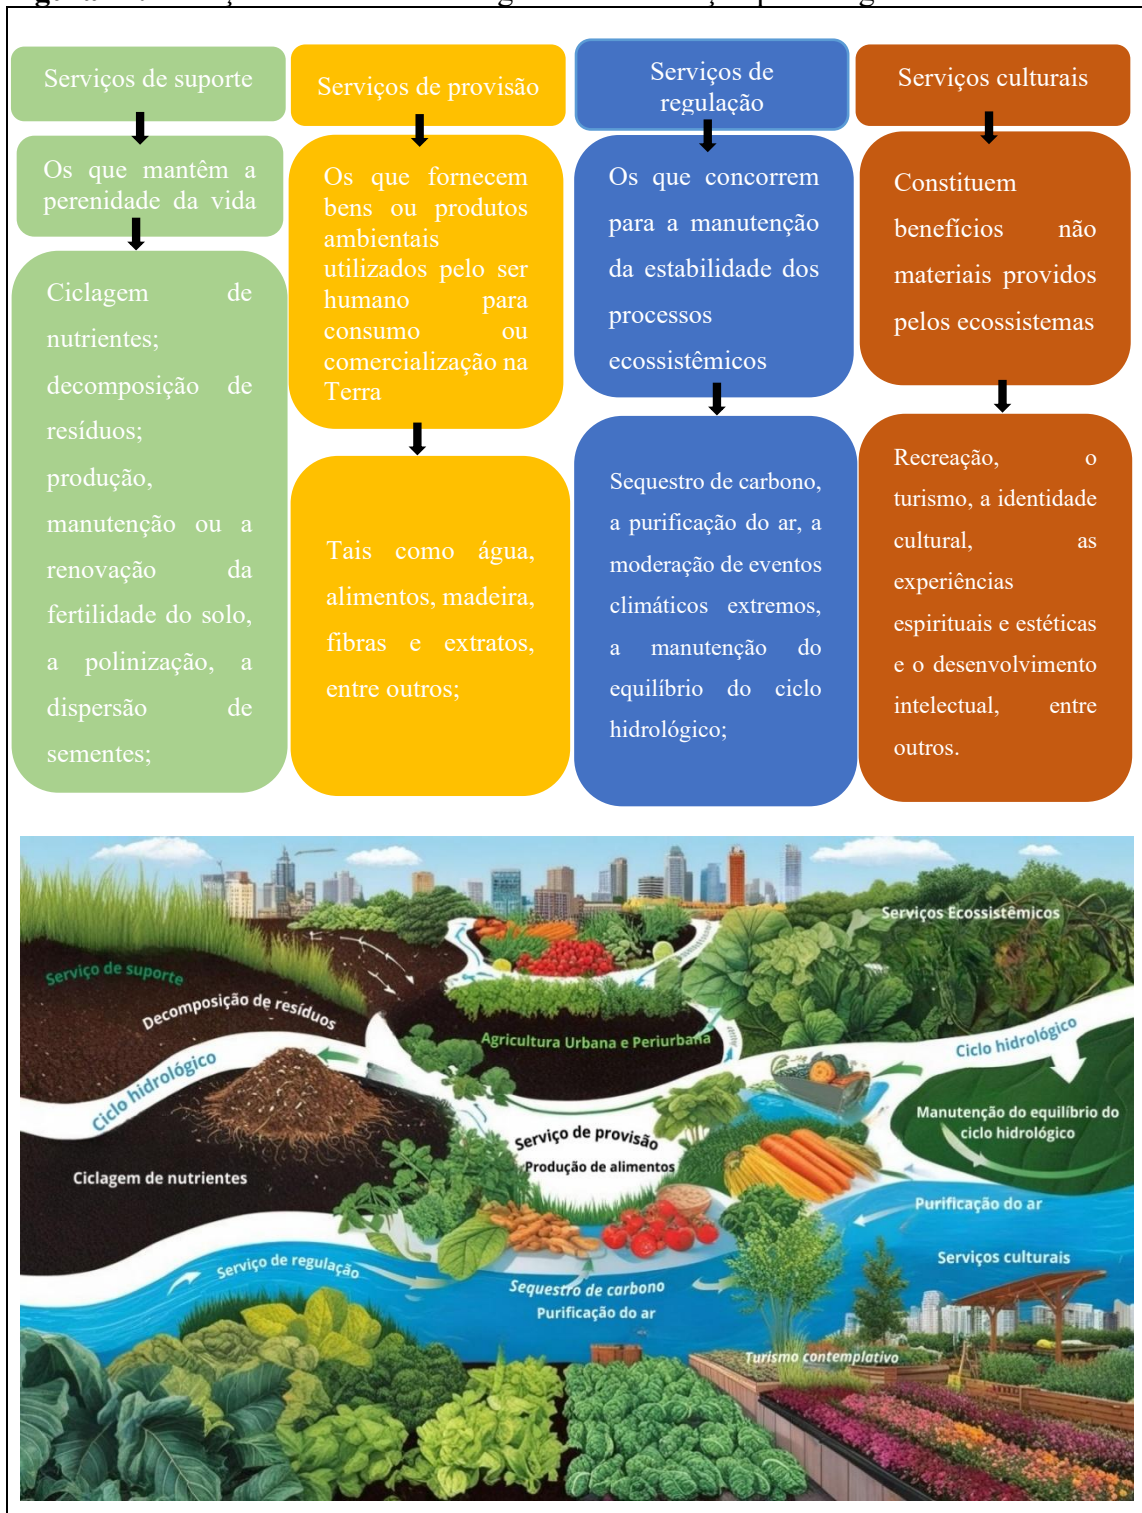 Serviços de suporte
Os que mantêm a
perenidade da vida
Ciclagem de
nutrientes;
decomposição de
resíduos;
produção,
manutenção ou a
renovação da
fertilidade do solo,
a polinização, a
dispersão de
sementes;
Serviços de provisão
Os que fornecem
bens ou produtos
ambientais
utilizados pelo ser
humano para
consumo ou
comercialização na
Terra
Tais como água,
alimentos, madeira,
fibras e extratos,
entre outros;
Serviços de
regulação
Os que concorrem
para a manutenção
da estabilidade dos
processos
ecossistêmicos
Sequestro de carbono,
a purificação do ar, a
moderação de eventos
climáticos extremos,
a manutenção do
equilíbrio do ciclo
hidrológico;
Serviços culturais
Constituem
benefícios não
materiais providos
pelos ecossistemas
Recreação, o
turismo, a identidade
cultural, as
experiências
espirituais e estéticas
e o desenvolvimento
intelectual, entre
outros.
Serviços Ecossistêmicos
Serviço de suporte
Decomposição de resíduos
Agricultura Urbana e Periurbana
Ciclo hidrológico
Ciclo hidrológico
Manutenção do equilíbrio do
ciclo hidrológico
Serviço de provisão
Produção de alimentos
Ciclagem de nutrientes
Purificação do ar
Serviços culturais
Serviço de regulação
Sequestro de carbono
Purificação do ar
Turismo contemplativo